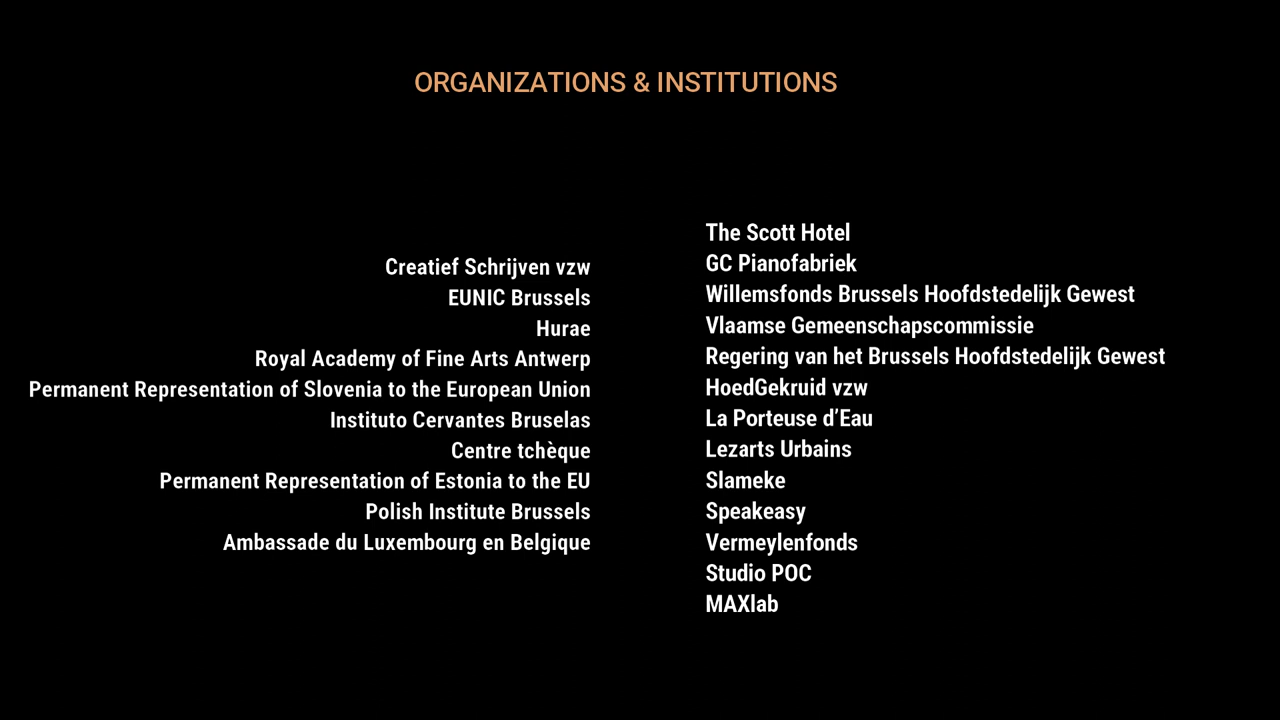 ORGANIZATIONS & INSTITUTIONS
Creatief Schrijven vzw
EUNIC Brussels
Hurae
Royal Academy of Fine Arts Antwerp
Permanent Representation of Slovenia to the European Union
Instituto Cervantes Bruselas
Centre tchèque
Permanent Representation of Estonia to the EU
Polish Institute Brussels
Ambassade du Luxembourg en Belgique
The Scott Hotel
GC Pianofabriek
Willemsfonds Brussels Hoofdstedelijk Gewest
Vlaamse Gemeenschapscommissie
Regering van het Brussels Hoofdstedelijk Gewest
HoedGekruid vzw
La Porteuse d’Eau
Lezarts Urbains
Slameke
Speakeasy
Vermeylenfonds
Studio POC
MAXlab